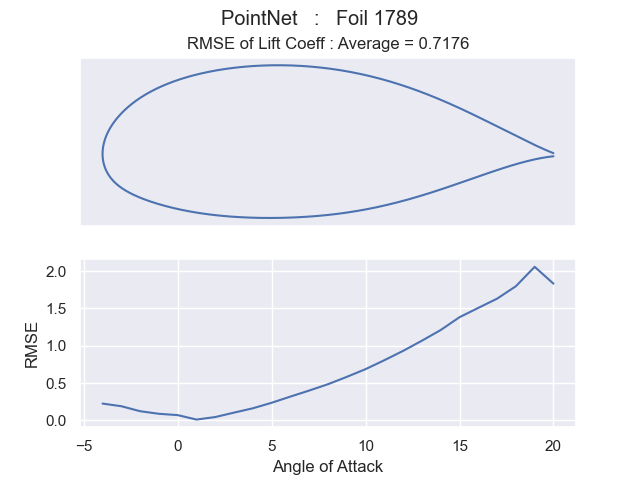 PointNet   :   Foil 1789
RMSE of Lift Coeff : Average = 0.7176
2.0
1.5
1.0
0.5
0.0
RMSE
−5 0 5 10 15 20
Angle of Attack